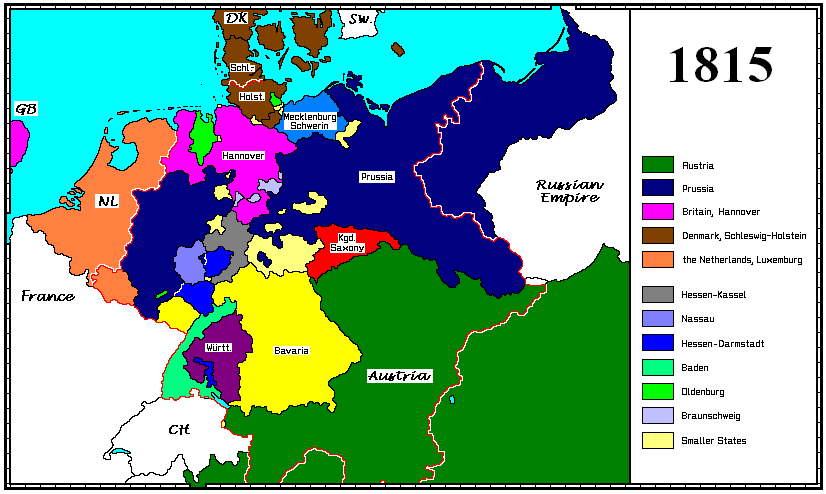 DK
Sw.
1815
Schl.-
Holst.
GB
Mecklenburg
Schwerin
Hannover
NL
Prussia
Russian
Empire
Kgd.
Saxony
France
Württ.
Bavaria
Austria
CH
Austria
Prussia
Britain, Hannover
Denmark, Schleswig-Holstein
the Netherlands, Luxemburg
Hessen-Kassel
Nassau
Hessen-Darmstadt
Baden
Oldenburg
Braunschweig
Smaller States